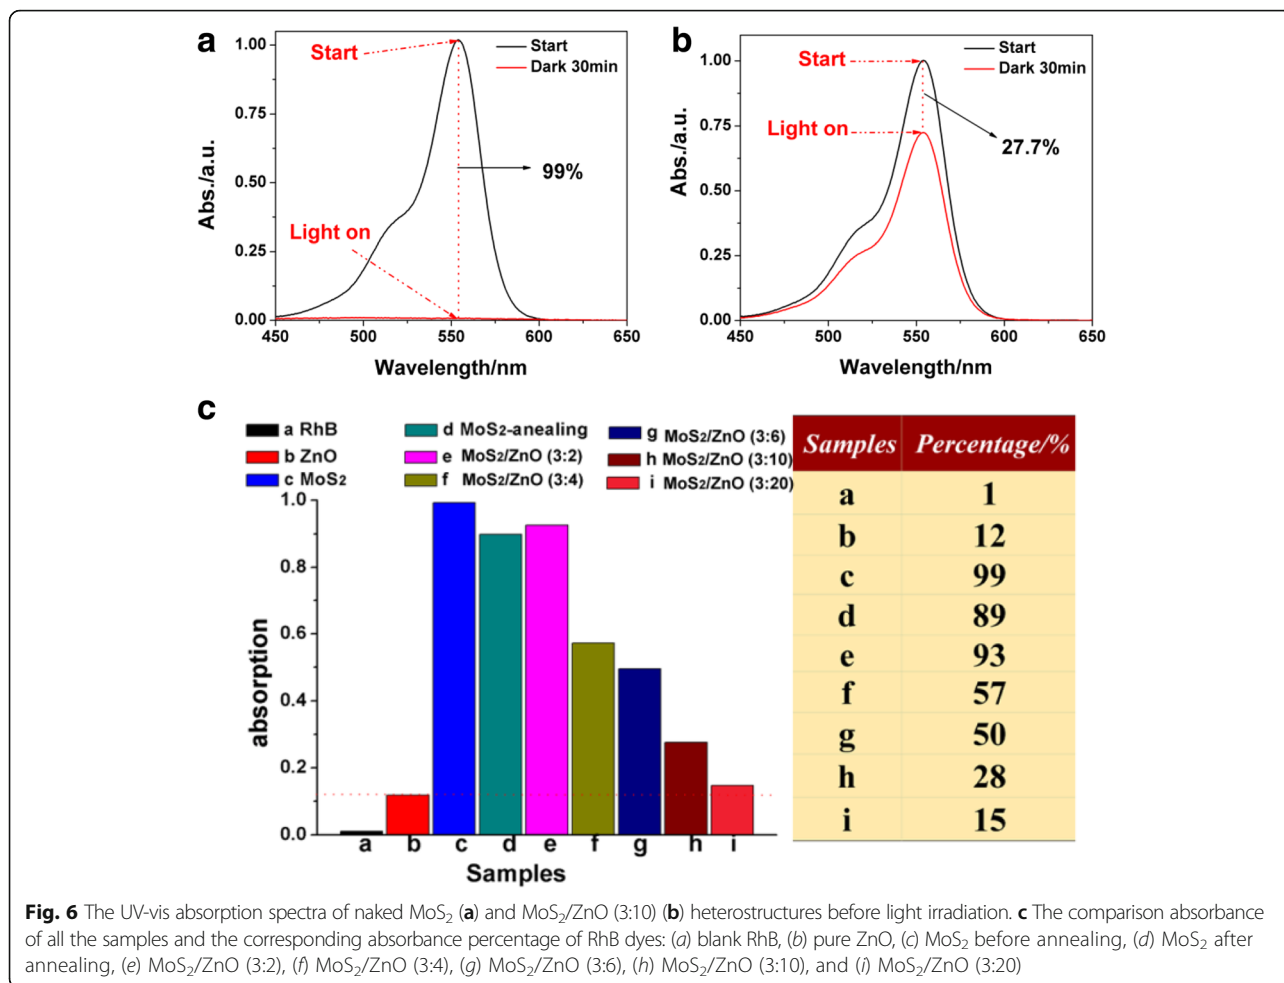 a
1.00
0.75
0.50
0.25
0.00
Abs./a.u.
450 500 550 600 650
Wavelength/nm
Start
Dark 30min
Start
99%
Light on
b
1.00
0.75
0.50
0.25
0.00
Abs./a.u.
450 500 550 600 650
Wavelength/nm
Start
Dark 30min
Start
Light on
27.7%
c
a RhB
b ZnO
c MoS2
d MoS2-anealing
e MoS2/ZnO (3:2)
f MoS2/ZnO (3:4)
g MoS2/ZnO (3:6)
h MoS2/ZnO (3:10)
i MoS2/ZnO (3:20)
1.0
0.8
0.6
0.4
0.2
0.0
absorption
a b c d e f g h i
Samples
Samples Percentage/%
a 1
b 12
c 99
d 89
e 93
f 57
g 50
h 28
i 15
Fig. 6 The UV-vis absorption spectra of naked MoS2 (a) and MoS2/ZnO (3:10) (b) heterostructures before light irradiation. c The comparison absorbance
of all the samples and the corresponding absorbance percentage of RhB dyes: (a) blank RhB, (b) pure ZnO, (c) MoS2 before annealing, (d) MoS2 after
annealing, (e) MoS2/ZnO (3:2), (f) MoS2/ZnO (3:4), (g) MoS2/ZnO (3:6), (h) MoS2/ZnO (3:10), and (i) MoS2/ZnO (3:20)